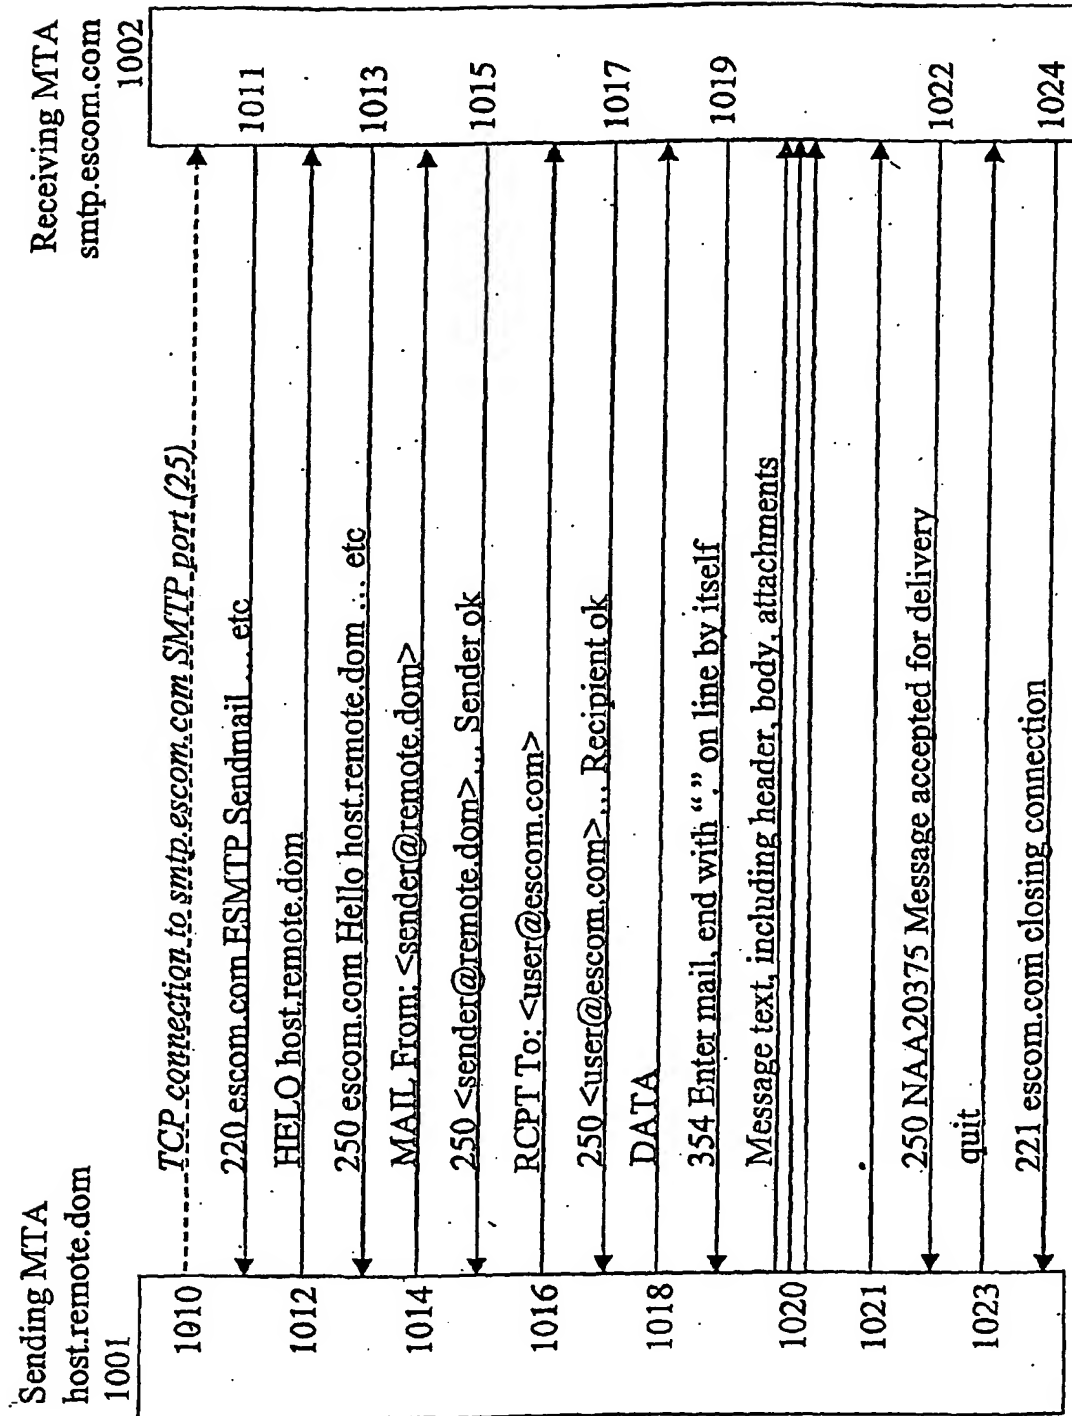 Sending MTA
host.remote.dom
1001
Receiving MTA
smtp.escom.com
1002
1010
TCP connection to smtp.escom.com SMTP port (25)
220 escom.com ESMTP Sendmail ... etc
1011
1012
HELO host.remote.dom
250 escom.com Hello host.remote.dom ... etc
1013
1014
MAIL From: <sender@remote.dom>
250 <sender@remote.dom>... Sender ok
1015
1016
RCPT To: <user@escom.com>
250 <user@escom.com>... Recipient ok
1017
1018
DATA
354 Enter mail, end with "." on line by itself
1019
1020
Message text, including header, body, attachments
1021
.
250 NAA20375 Message accepted for delivery
1022
1023
quit
221 escom.com closing connection
1024